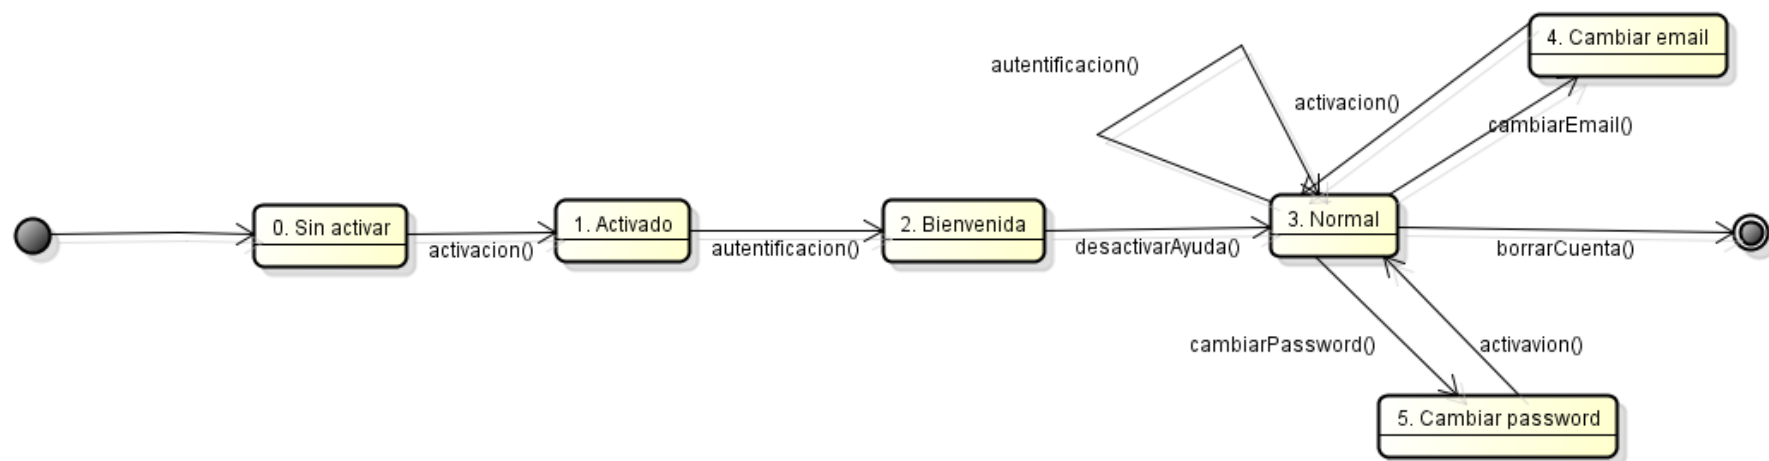 4. Cambiar email
autentificacion()
activacion()
cambiarEmail()
0. Sin activar
activacion()
1. Activado
autentificacion()
2. Bienvenida
desactivarAyuda()
3. Normal
borrarCuenta()
cambiarPassword()
activavion()
5. Cambiar password